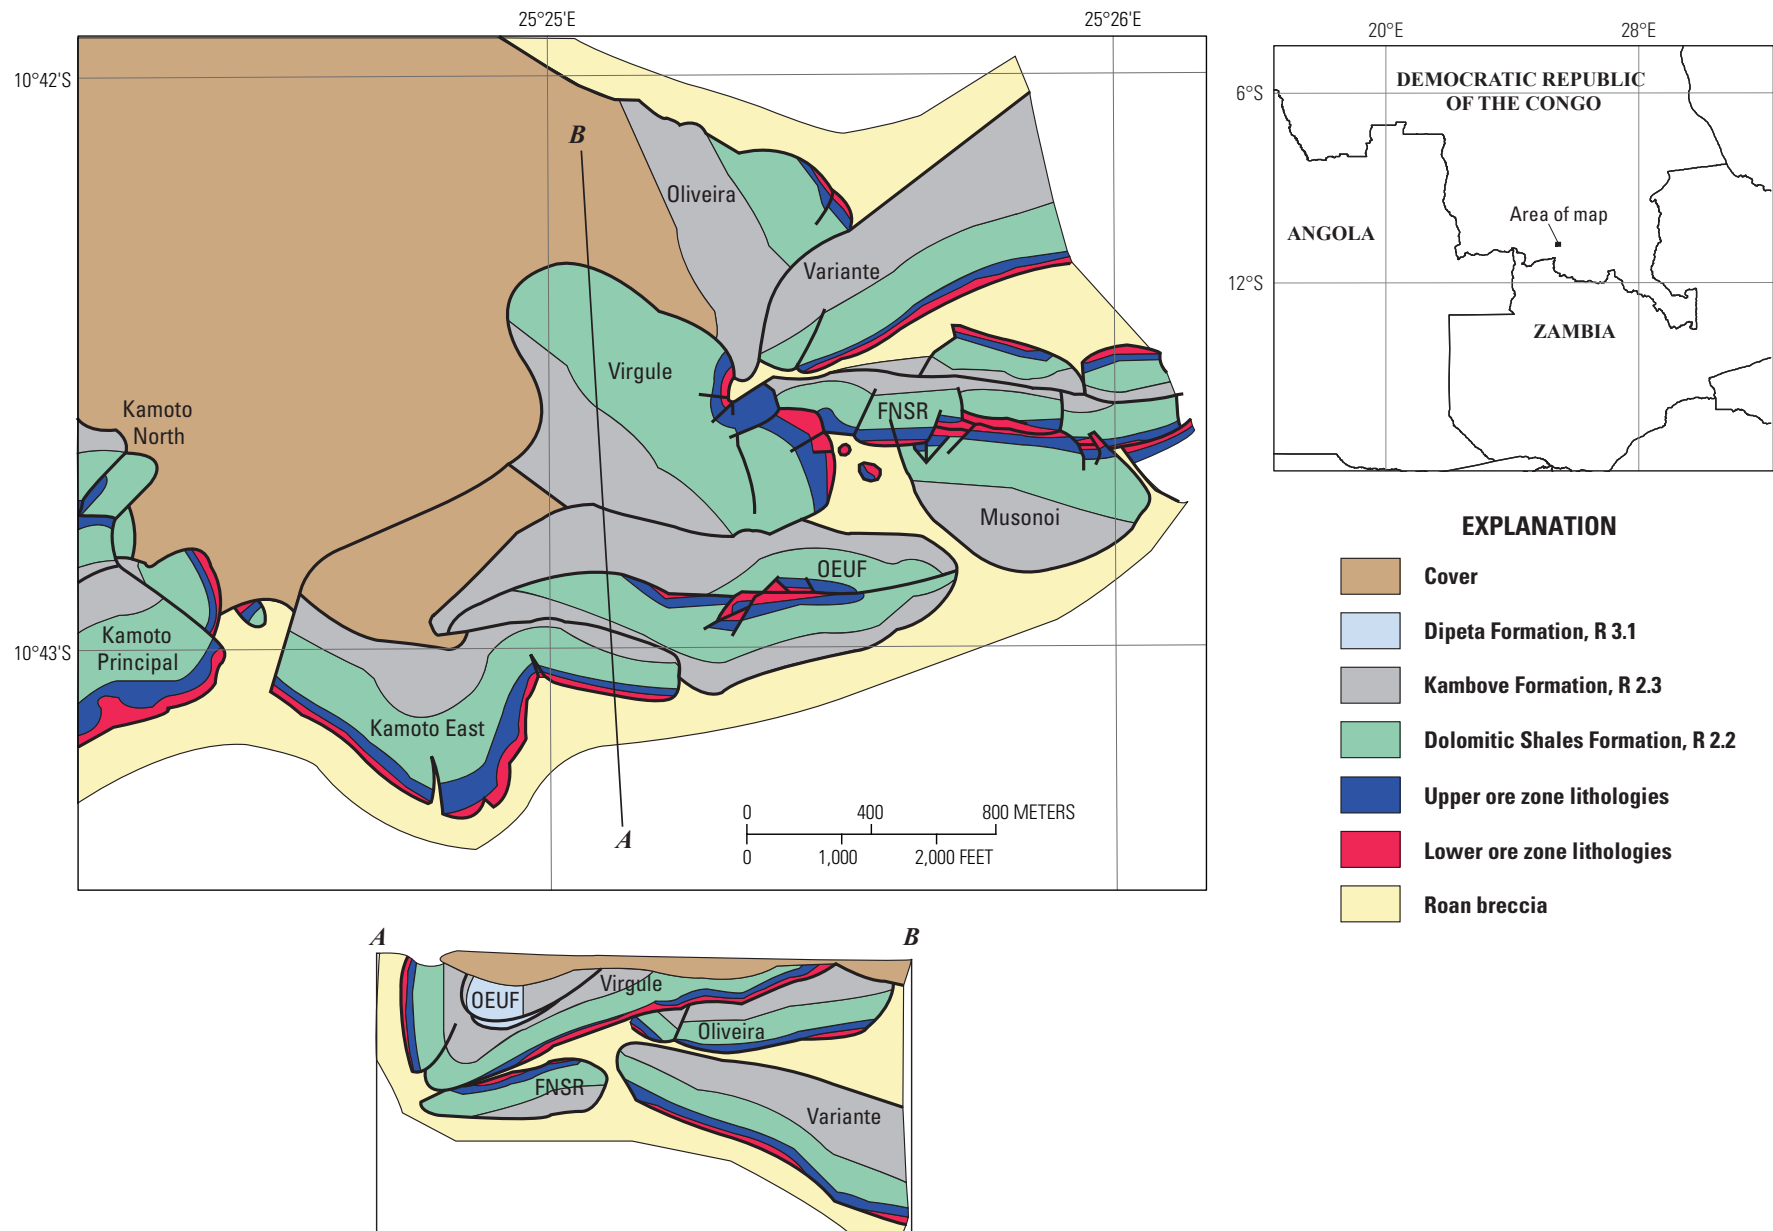 25°25'E
25°26'E
10°42'S
10°43'S
B
Oliveira
Variante
Virgule
Kamoto
North
FNSR
Musonoi
OEUF
Kamoto
Principal
Kamoto East
A
0 400 800 METERS
0 1,000 2,000 FEET
20°E
28°E
6°S
12°S
DEMOCRATIC REPUBLIC
OF THE CONGO
Area of map
ANGOLA
ZAMBIA
EXPLANATION
Cover
Dipeta Formation, R 3.1
Kambove Formation, R 2.3
Dolomitic Shales Formation, R 2.2
Upper ore zone lithologies
Lower ore zone lithologies
Roan breccia
A
B
OEUF
Virgule
Oliveira
FNSR
Variante